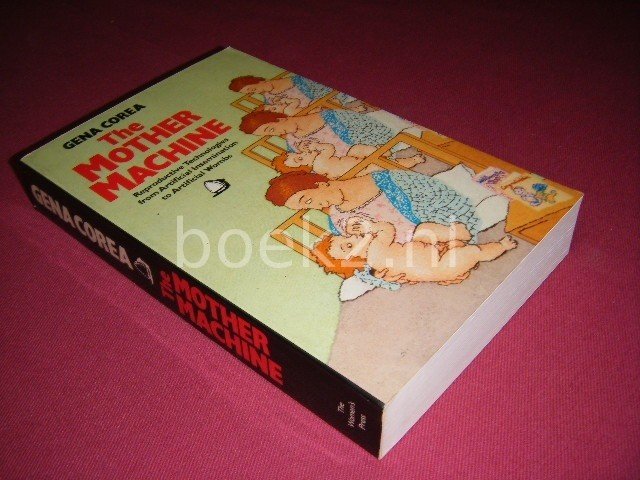 GENA COREA
The
MOTHER
MACHINE
Reproductive Technologies
from Artificial Insemination
to Artificial Wombs
GENA COREA
The
MOTHER
MACHINE
The
Women's
Press
boek2.nl